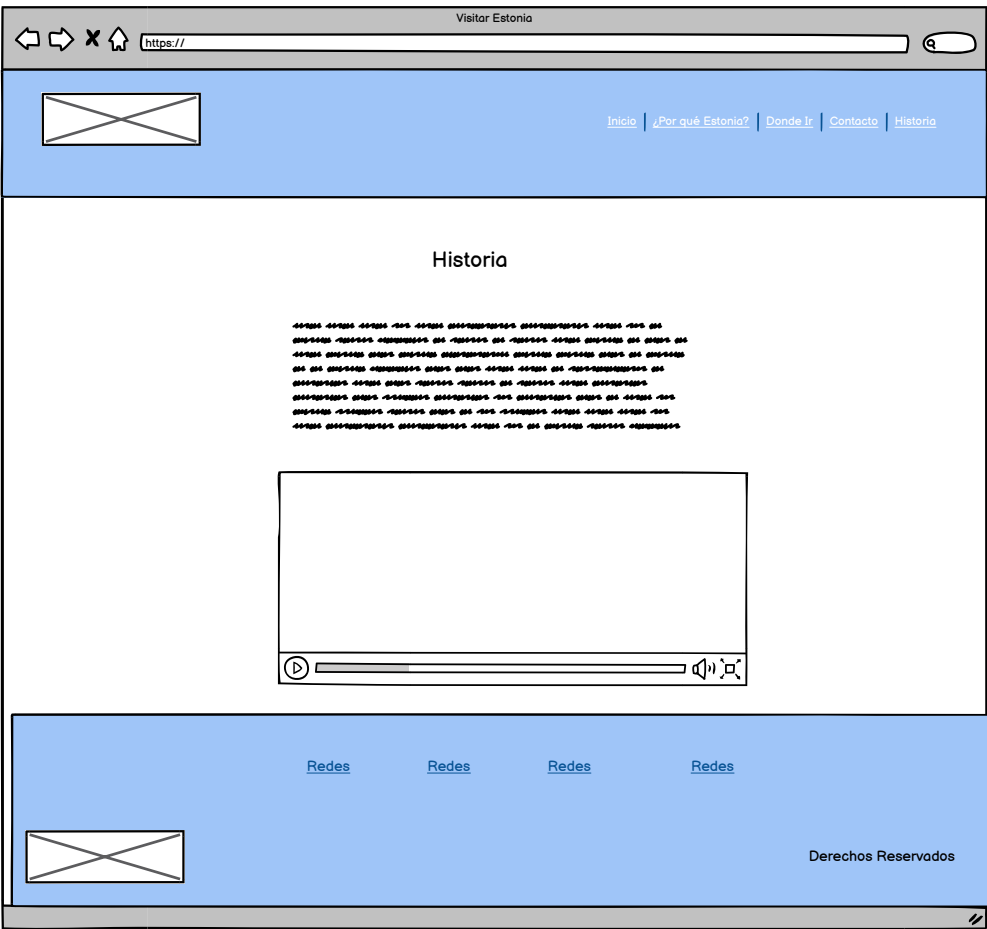 Visitar Estonia
https://
Inicio ¿Por qué Estonia? Donde Ir Contacto Historia
Historia
Redes Redes Redes Redes
Derechos Reservados